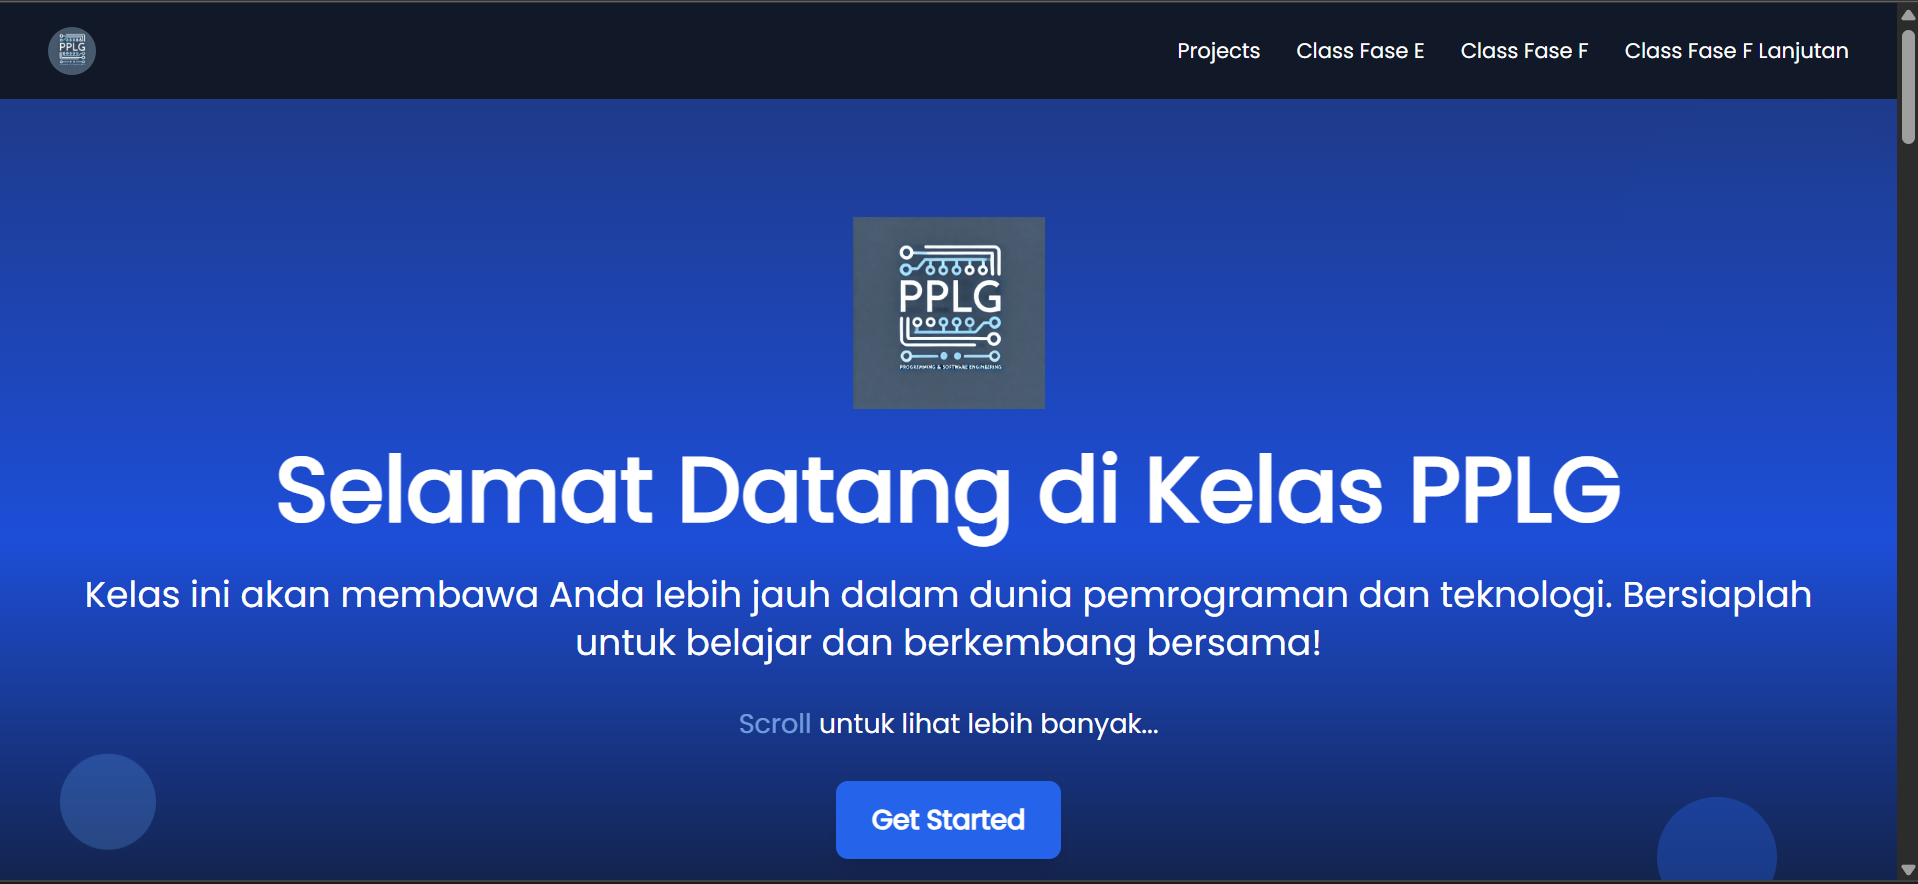 PPLG
Projects
Class Fase E
Class Fase F
Class Fase F Lanjutan
PPLG
PROGRAMMING & SOFTWARE ENGINEERING
Selamat Datang di Kelas PPLG
Kelas ini akan membawa Anda lebih jauh dalam dunia pemrograman dan teknologi. Bersiaplah
untuk belajar dan berkembang bersama!
Scroll untuk lihat lebih banyak...
Get Started